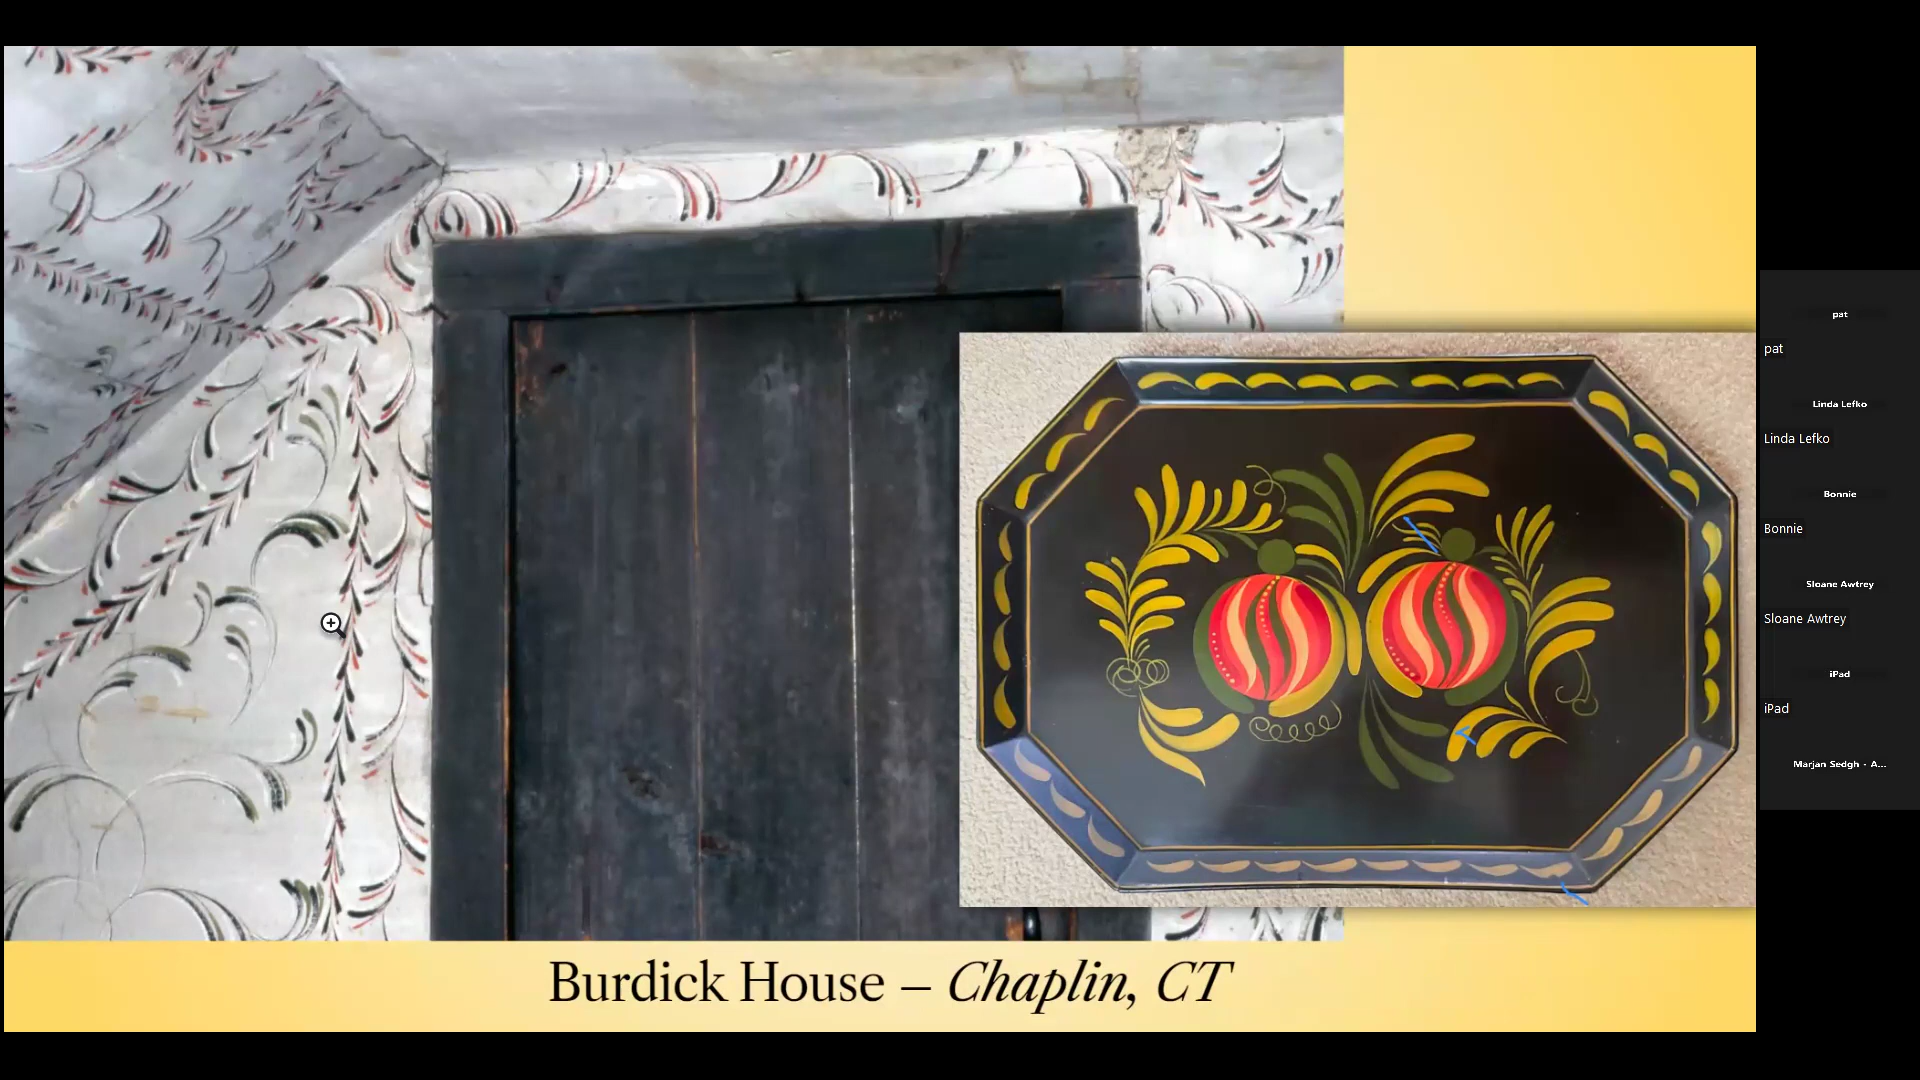 Burdick House – Chaplin, CT
pat
pat
Linda Lefko
Linda Lefko
Bonnie
Bonnie
Sloane Awtrey
Sloane Awtrey
iPad
iPad
Marjan Sedgh - A...